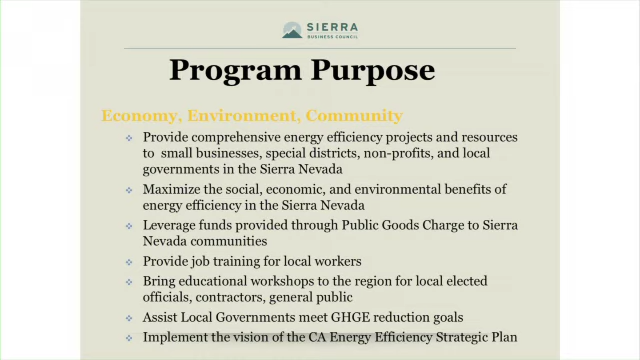 SIERRA
BUSINESS COUNCIL
Program Purpose
Economy, Environment, Community
Provide comprehensive energy efficiency projects and resources
to small businesses, special districts, non-profits, and local
governments in the Sierra Nevada
Maximize the social, economic, and environmental benefits of
energy efficiency in the Sierra Nevada
Leverage funds provided through Public Goods Charge to Sierra
Nevada communities
Provide job training for local workers
Bring educational workshops to the region for local elected
officials, contractors, general public
Assist Local Governments meet GHGE reduction goals
Implement the vision of the CA Energy Efficiency Strategic Plan